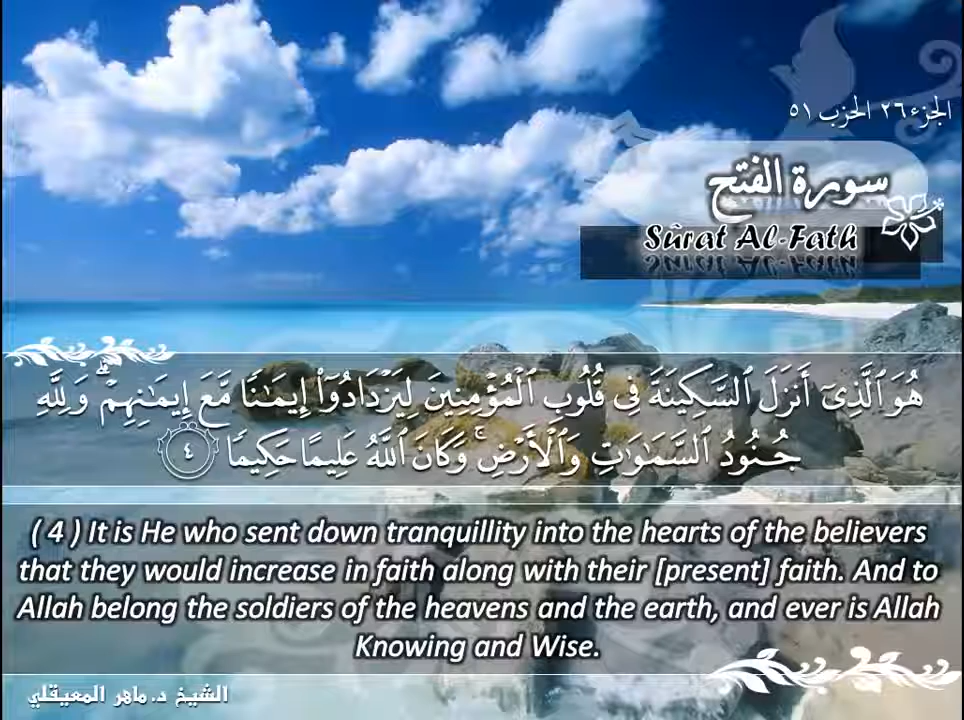 الجزء ٢٦ الحزب ٥١
سورة الفتح
Sûrat Al-Fath
هُوَ ٱلَّذِىٓ أَنزَلَ ٱلسَّكِينَةَ فِى قُلُوبِ ٱلْمُؤْمِنِينَ لِيَزْدَادُوٓا۟ إِيمَـٰنًا مَّعَ إِيمَـٰنِهِمْ ۗ وَلِلَّهِ
جُنُودُ ٱلسَّمَـٰوَٰتِ وَٱلْأَرْضِ ۚ وَكَانَ ٱللَّهُ عَلِيمًا حَكِيمًا ٤
( 4 ) It is He who sent down tranquillity into the hearts of the believers
that they would increase in faith along with their [present] faith. And to
Allah belong the soldiers of the heavens and the earth, and ever is Allah
Knowing and Wise.
الشيخ د. ماهر المعيقلي